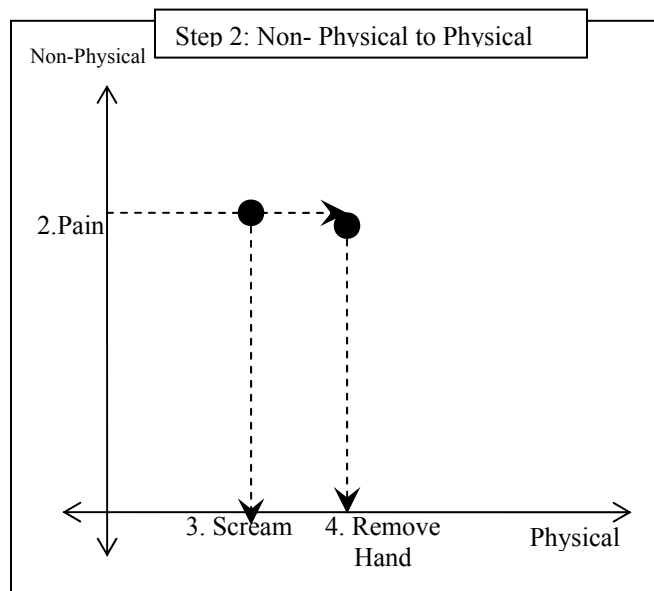 Step 2: Non- Physical to Physical
Non-Physical
2.Pain
3. Scream
4. Remove
Hand
Physical